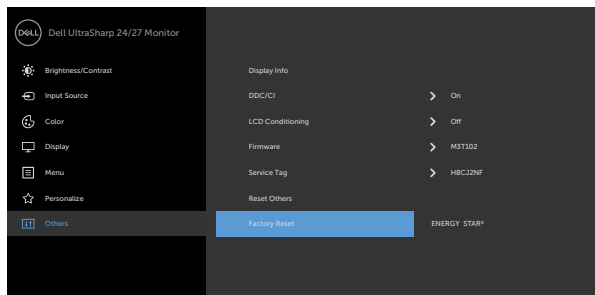 DELL Dell UltraSharp 24/27 Monitor
Brightness/Contrast Display Info
Input Source DDC/CI On
Color LCD Conditioning Off
Display Firmware M3T102
Menu Service Tag H8CJ2NF
Personalize Reset Others
Others Factory Reset ENERGY STAR®